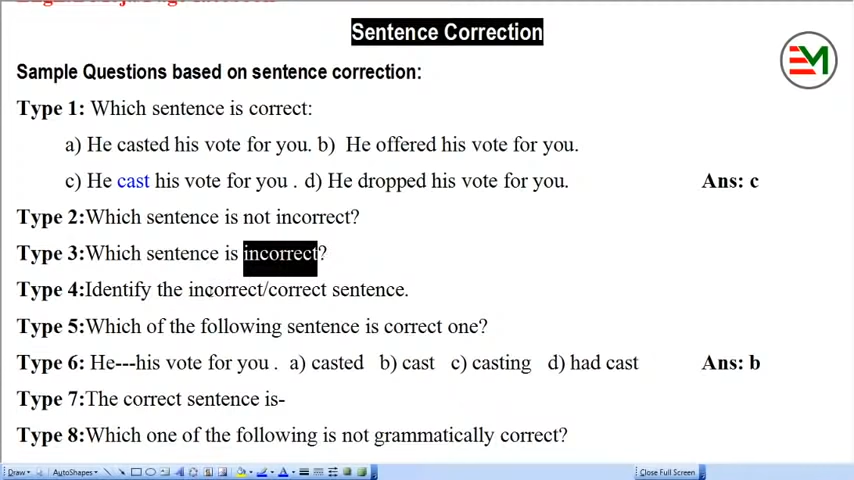 Sentence Correction
Sample Questions based on sentence correction:
Type 1: Which sentence is correct:
a) He casted his vote for you. b) He offered his vote for you.
c) He cast his vote for you . d) He dropped his vote for you. Ans: c
Type 2:Which sentence is not incorrect?
Type 3:Which sentence is incorrect?
Type 4:Identify the incorrect/correct sentence.
Type 5:Which of the following sentence is correct one?
Type 6: He---his vote for you . a) casted b) cast c) casting d) had cast Ans: b
Type 7:The correct sentence is-
Type 8:Which one of the following is not grammatically correct?
Draw AutoShapes Close Full Screen